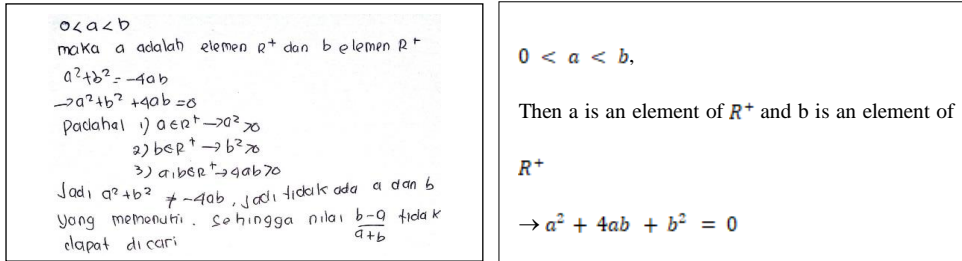 0<a<b
maka a adalah elemen R⁺ dan b elemen R⁺
a²+b²=-4ab
→a²+b²+4ab=0
Padahal 1) a∈R⁺→a²>0
2) b∈R⁺→b²>0
3) a,b∈R⁺→4ab>0
Jadi a²+b² ≠ -4ab, jadi tidak ada a dan b
yang memenuhi. Sehingga nilai (b-a)/(a+b) tidak
dapat dicari
0 < a < b,
Then a is an element of R⁺ and b is an element of
R⁺
→ a² + 4ab + b² = 0